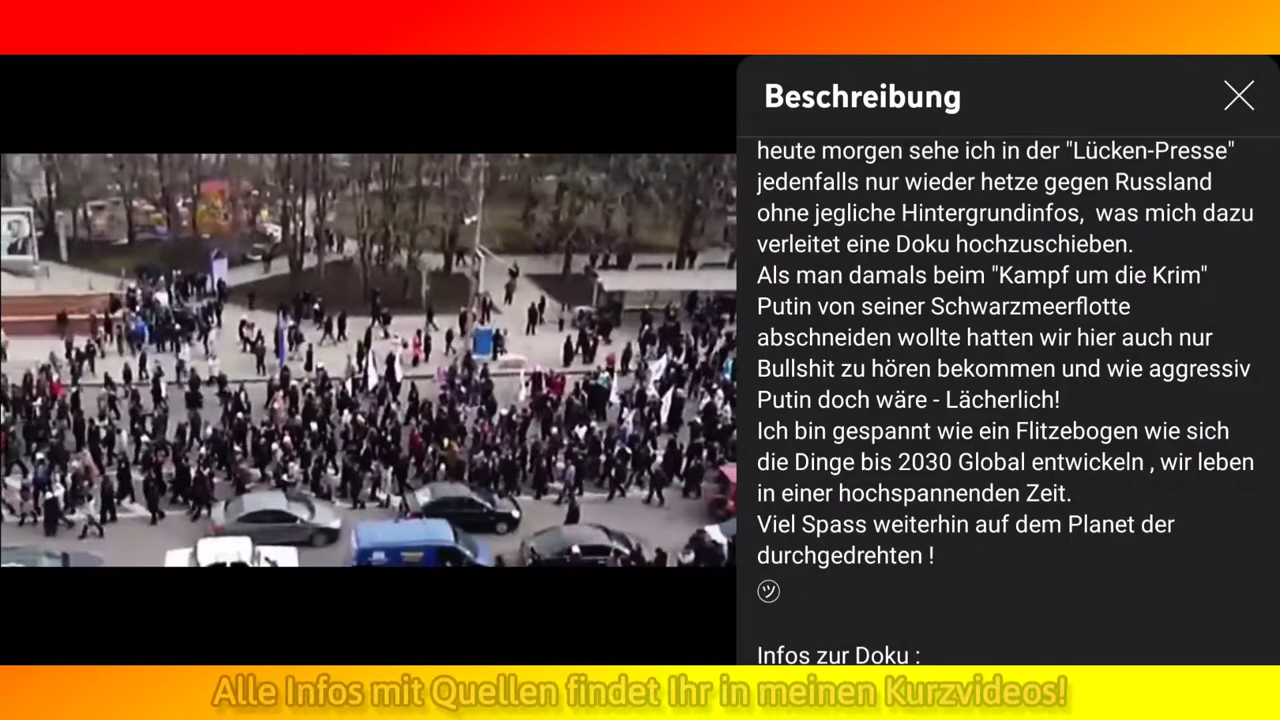 Beschreibung
heute morgen sehe ich in der "Lücken-Presse"
jedenfalls nur wieder hetze gegen Russland
ohne jegliche Hintergrundinfos,  was mich dazu
verleitet eine Doku hochzuschieben.
Als man damals beim "Kampf um die Krim"
Putin von seiner Schwarzmeerflotte
abschneiden wollte hatten wir hier auch nur
Bullshit zu hören bekommen und wie aggressiv
Putin doch wäre - Lächerlich!
Ich bin gespannt wie ein Flitzebogen wie sich
die Dinge bis 2030 Global entwickeln , wir leben
in einer hochspannenden Zeit.
Viel Spass weiterhin auf dem Planet der
durchgedrehten !
ツ
Infos zur Doku :
Alle Infos mit Quellen findet Ihr in meinen Kurzvideos!